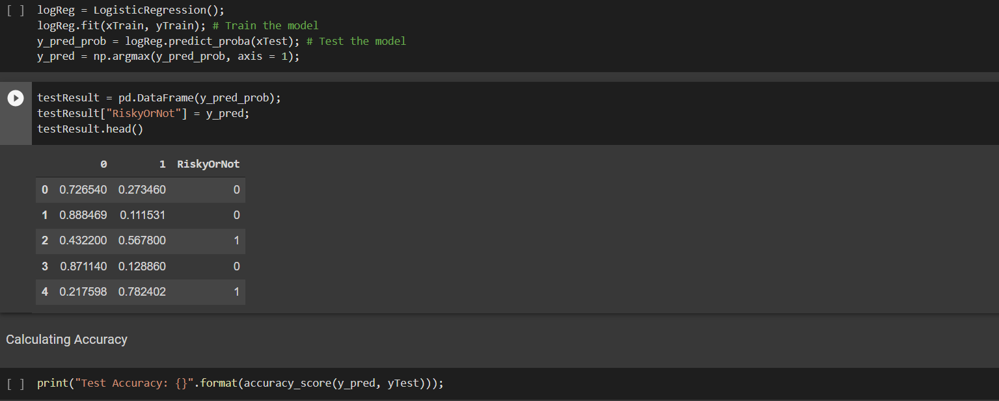 [ ] logReg = LogisticRegression();
logReg.fit(xTrain, yTrain); # Train the model
y_pred_prob = logReg.predict_proba(xTest); # Test the model
y_pred = np.argmax(y_pred_prob, axis = 1);
testResult = pd.DataFrame(y_pred_prob);
testResult["RiskyOrNot"] = y_pred;
testResult.head()
0 1 RiskyOrNot
0 0.726540 0.273460 0
1 0.888469 0.111531 0
2 0.432200 0.567800 1
3 0.871140 0.128860 0
4 0.217598 0.782402 1
Calculating Accuracy
[ ] print("Test Accuracy: {}".format(accuracy_score(y_pred, yTest)));